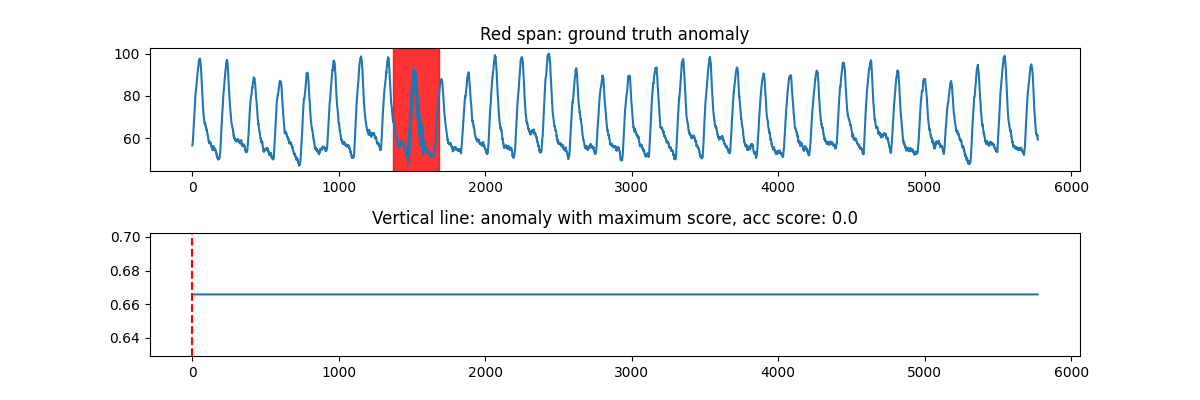 Red span: ground truth anomaly
100
80
60
0 1000 2000 3000 4000 5000 6000
Vertical line: anomaly with maximum score, acc score: 0.0
0.70
0.68
0.66
0.64
0 1000 2000 3000 4000 5000 6000